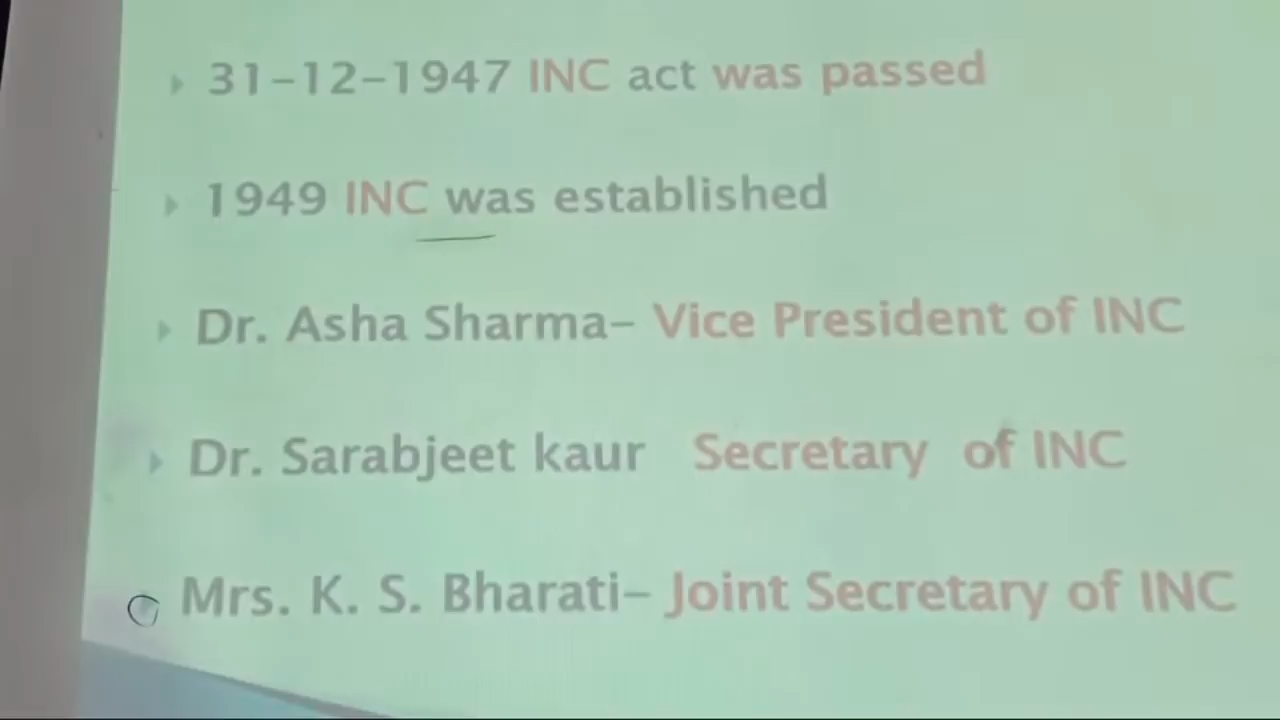 31-12-1947 INC act was passed
1949 INC was established
Dr. Asha Sharma- Vice President of INC
Dr. Sarabjeet kaur Secretary of INC
Mrs. K. S. Bharati- Joint Secretary of INC